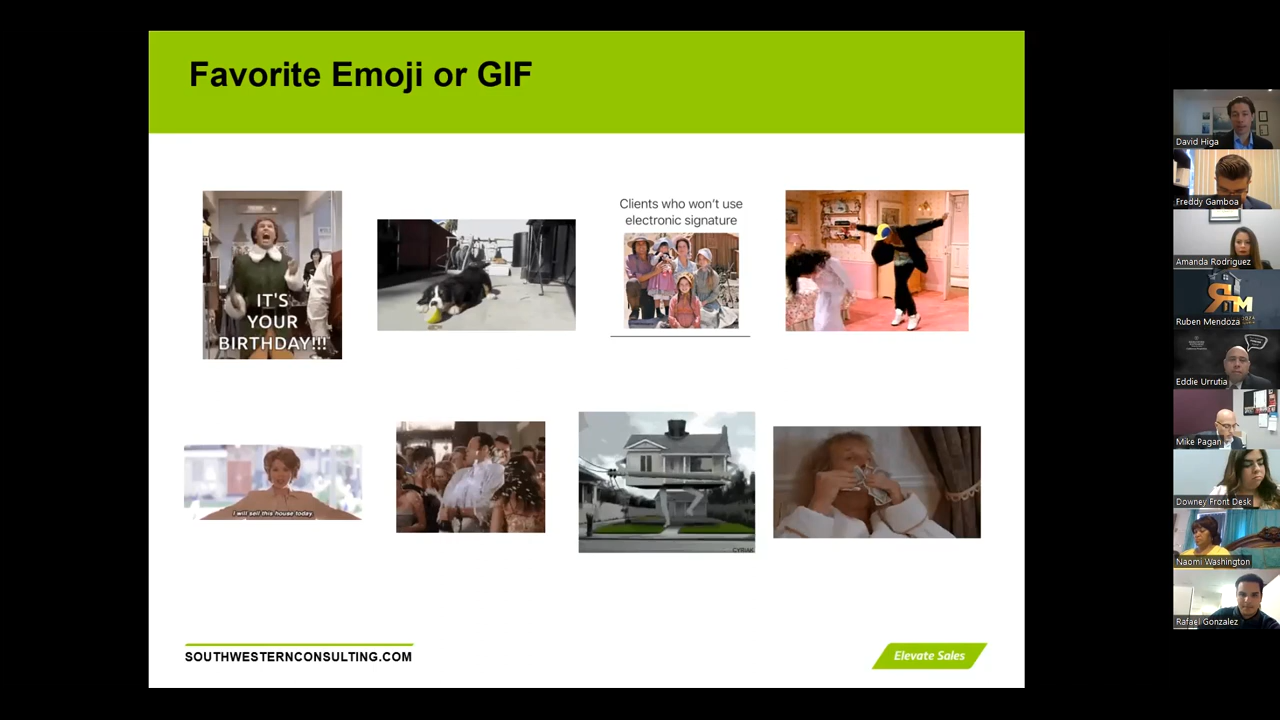 Favorite Emoji or GIF
IT'S
YOUR
BIRTHDAY!!!
Clients who won't use
electronic signature
I will sell this house today.
CYRIAK
SOUTHWESTERNCONSULTING.COM
Elevate Sales
David Higa
Freddy Gamboa
Amanda Rodriguez
RM
Ruben Mendoza
Eddie Urrutia
Mike Pagan
Downey Front Desk
Naomi Washington
Rafael Gonzalez